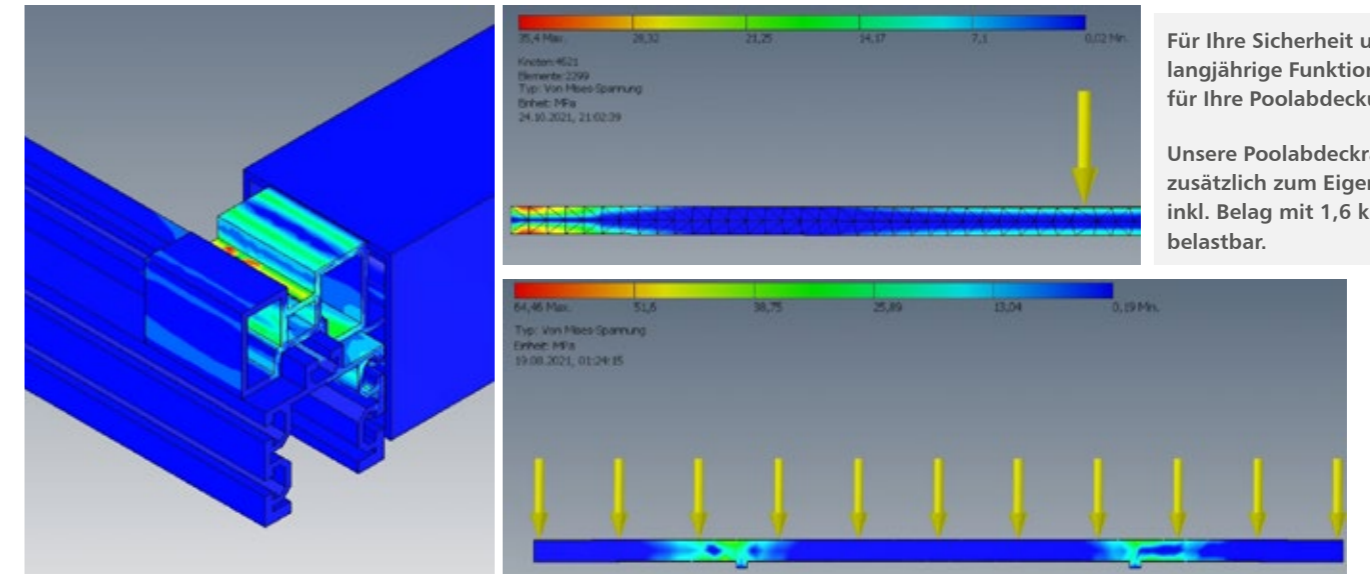 35,4 Max.
28,32
21,25
14,17
7,1
0,02 Min.
Knoten:4621
Elemente:2299
Typ: Von Mises-Spannung
Einheit: MPa
24.10.2021, 21:02:39
Für Ihre Sicherheit u
langjährige Funktion
für Ihre Poolabdecku
Unsere Poolabdeckra
zusätzlich zum Eigen
inkl. Belag mit 1,6 k
belastbar.
64,46 Max.
51,6
38,75
25,89
13,04
0,19 Min.
Typ: Von Mises-Spannung
Einheit: MPa
19.08.2021, 01:24:15